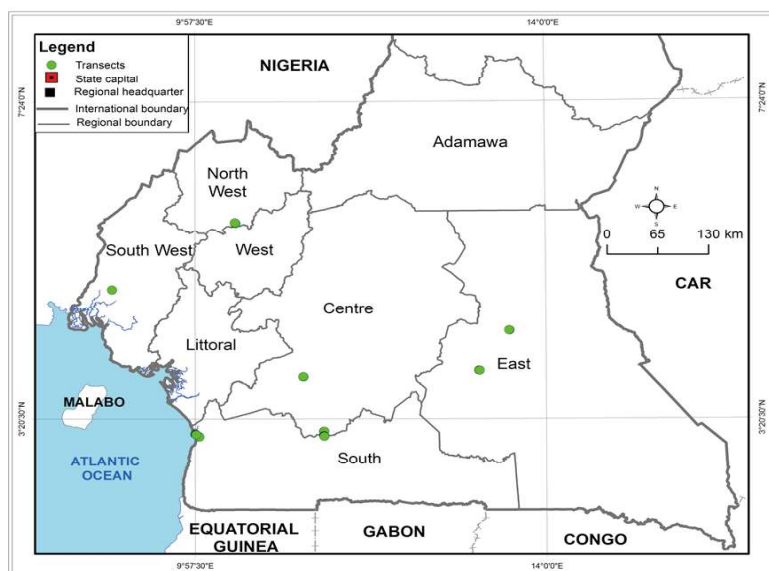 9°57'30"E
14°0'0"E
Legend
Transects
State capital
Regional headquarter
International boundary
Regional boundary
NIGERIA
7°24'0"N
7°24'0"N
Adamawa
North
West
N
W
E
S
0 65 130 km
South West
West
CAR
Centre
Littoral
East
MALABO
3°20'30"N
3°20'30"N
ATLANTIC
OCEAN
South
EQUATORIAL
GUINEA
GABON
CONGO
9°57'30"E
14°0'0"E